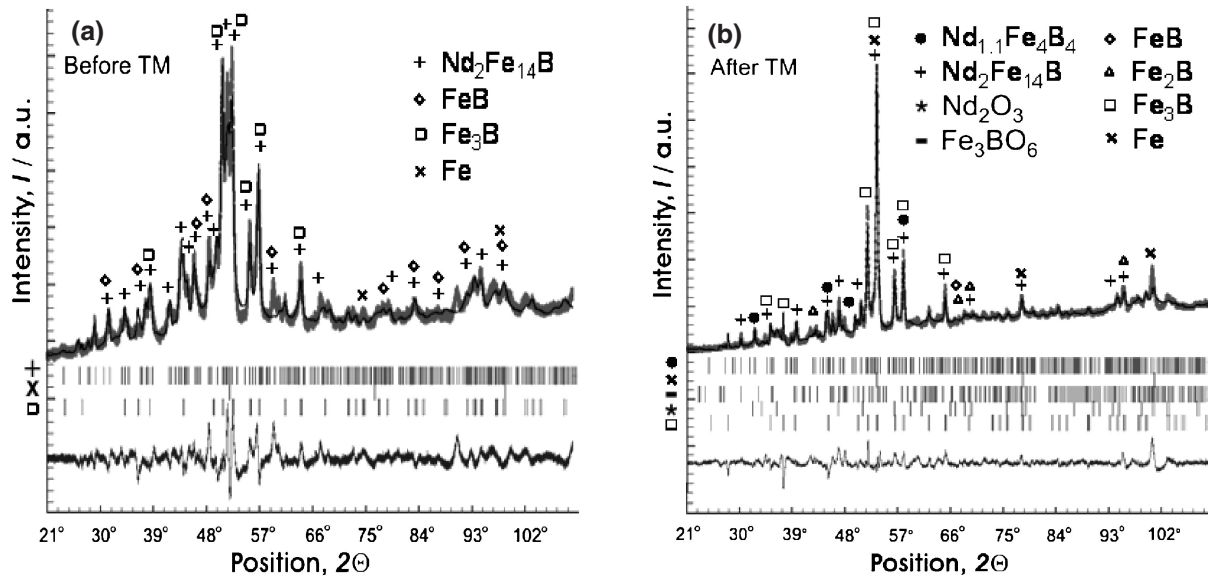 (a)
Before TM
+ Nd₂Fe₁₄B
◇ FeB
□ Fe₃B
× Fe
Intensity, I / a.u.
21° 30° 39° 48° 57° 66° 75° 84° 93° 102°
Position, 2Θ
(b)
After TM
● Nd₁.₁Fe₄B₄
+ Nd₂Fe₁₄B
★ Nd₂O₃
▬ Fe₃BO₆
◇ FeB
△ Fe₂B
□ Fe₃B
× Fe
Intensity, I / a.u.
21° 30° 39° 48° 57° 66° 75° 84° 93° 102°
Position, 2Θ